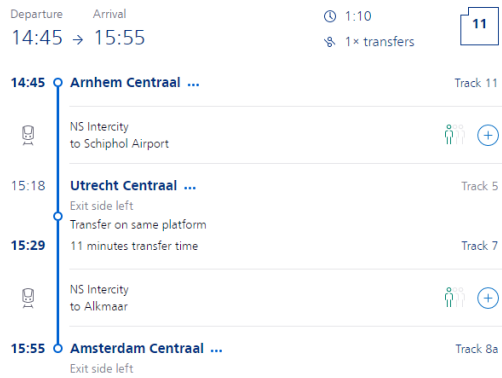 Departure Arrival
14:45 → 15:55
1:10
1× transfers
11
14:45 Arnhem Centraal ... Track 11
NS Intercity
to Schiphol Airport
15:18 Utrecht Centraal ... Track 5
Exit side left
Transfer on same platform
15:29 11 minutes transfer time Track 7
NS Intercity
to Alkmaar
15:55 Amsterdam Centraal ... Track 8a
Exit side left